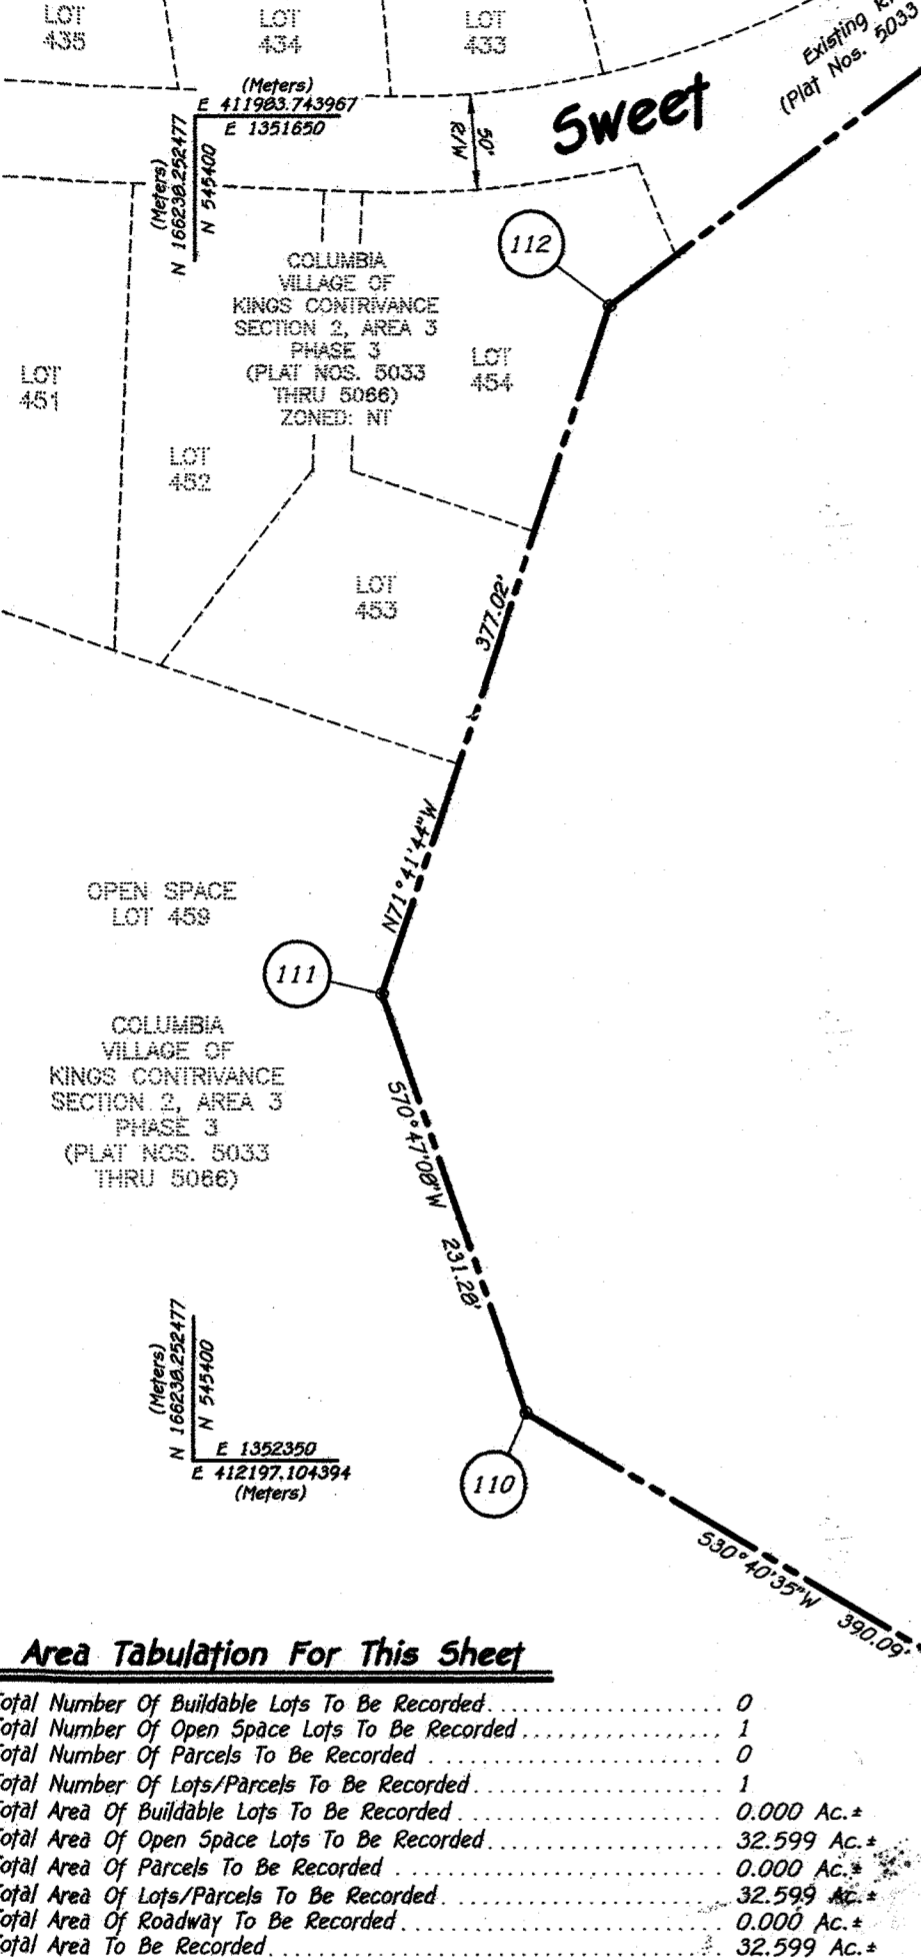 LOT
435
LOT
434
LOT
433
Existing
(Plat Nos. 5033
(Meters)
E 411983.743967
E 1351650
(Meters)
N 166238.252477
N 545400
50'
R/W
Sweet
112
COLUMBIA
VILLAGE OF
KINGS CONTRIVANCE
SECTION 2, AREA 3
PHASE 3
(PLAT NOS. 5033
THRU 5066)
ZONED: NT
LOT
454
LOT
451
LOT
452
LOT
453
377.02'
N71°41'44"W
OPEN SPACE
LOT 459
111
COLUMBIA
VILLAGE OF
KINGS CONTRIVANCE
SECTION 2, AREA 3
PHASE 3
(PLAT NOS. 5033
THRU 5066)
S70°47'08"W 231.28'
(Meters)
N 166238.252477
N 545400
E 1352350
E 412197.104394
(Meters)
110
S30°40'35"W 390.09'
Area Tabulation For This Sheet
otal Number Of Buildable Lots To Be Recorded 0
otal Number Of Open Space Lots To Be Recorded 1
otal Number Of Parcels To Be Recorded 0
otal Number Of Lots/Parcels To Be Recorded 1
otal Area Of Buildable Lots To Be Recorded 0.000 Ac.±
otal Area Of Open Space Lots To Be Recorded 32.599 Ac.±
otal Area Of Parcels To Be Recorded 0.000 Ac.±
otal Area Of Lots/Parcels To Be Recorded 32.599 Ac.±
otal Area Of Roadway To Be Recorded 0.000 Ac.±
otal Area To Be Recorded 32.599 Ac.±